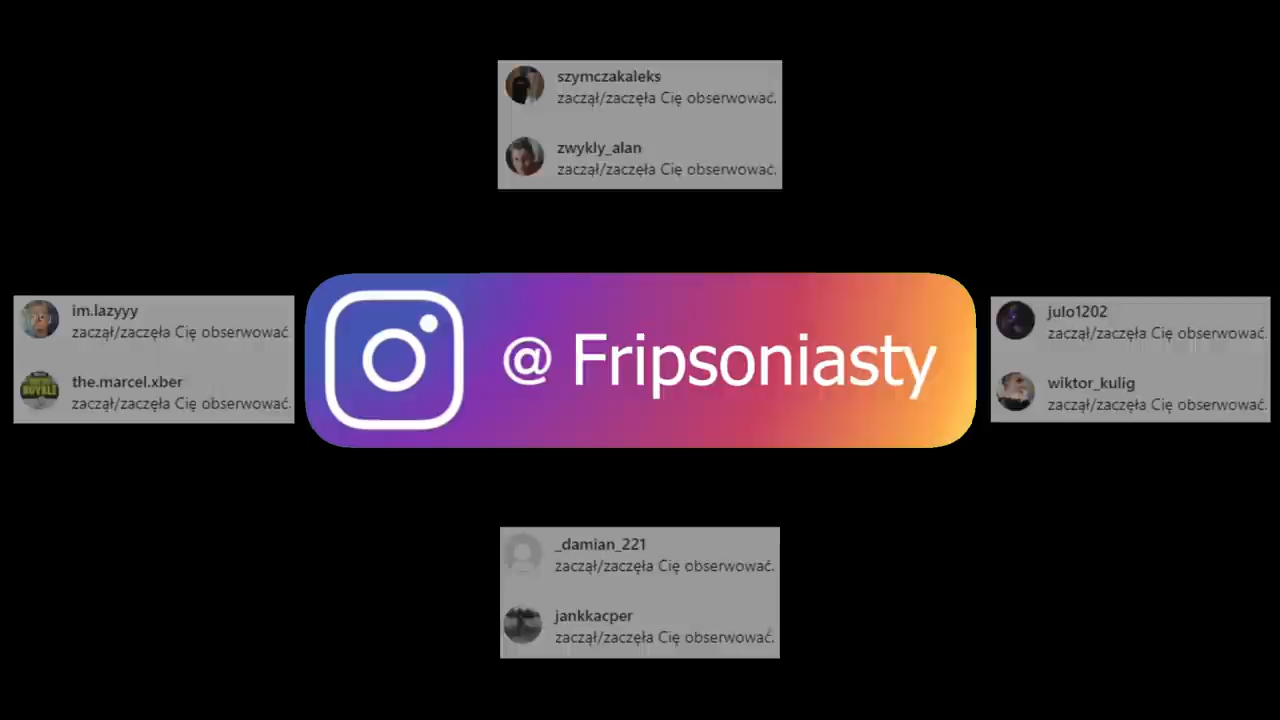 szymczakaleks
zaczął/zaczęła Cię obserwować.
zwykly_alan
zaczął/zaczęła Cię obserwować.
im.lazyyy
zaczął/zaczęła Cię obserwować.
the.marcel.xber
zaczął/zaczęła Cię obserwować.
@ Fripsoniasty
julo1202
zaczął/zaczęła Cię obserwować.
wiktor_kulig
zaczął/zaczęła Cię obserwować.
_damian_221
zaczął/zaczęła Cię obserwować.
jankkacper
zaczął/zaczęła Cię obserwować.